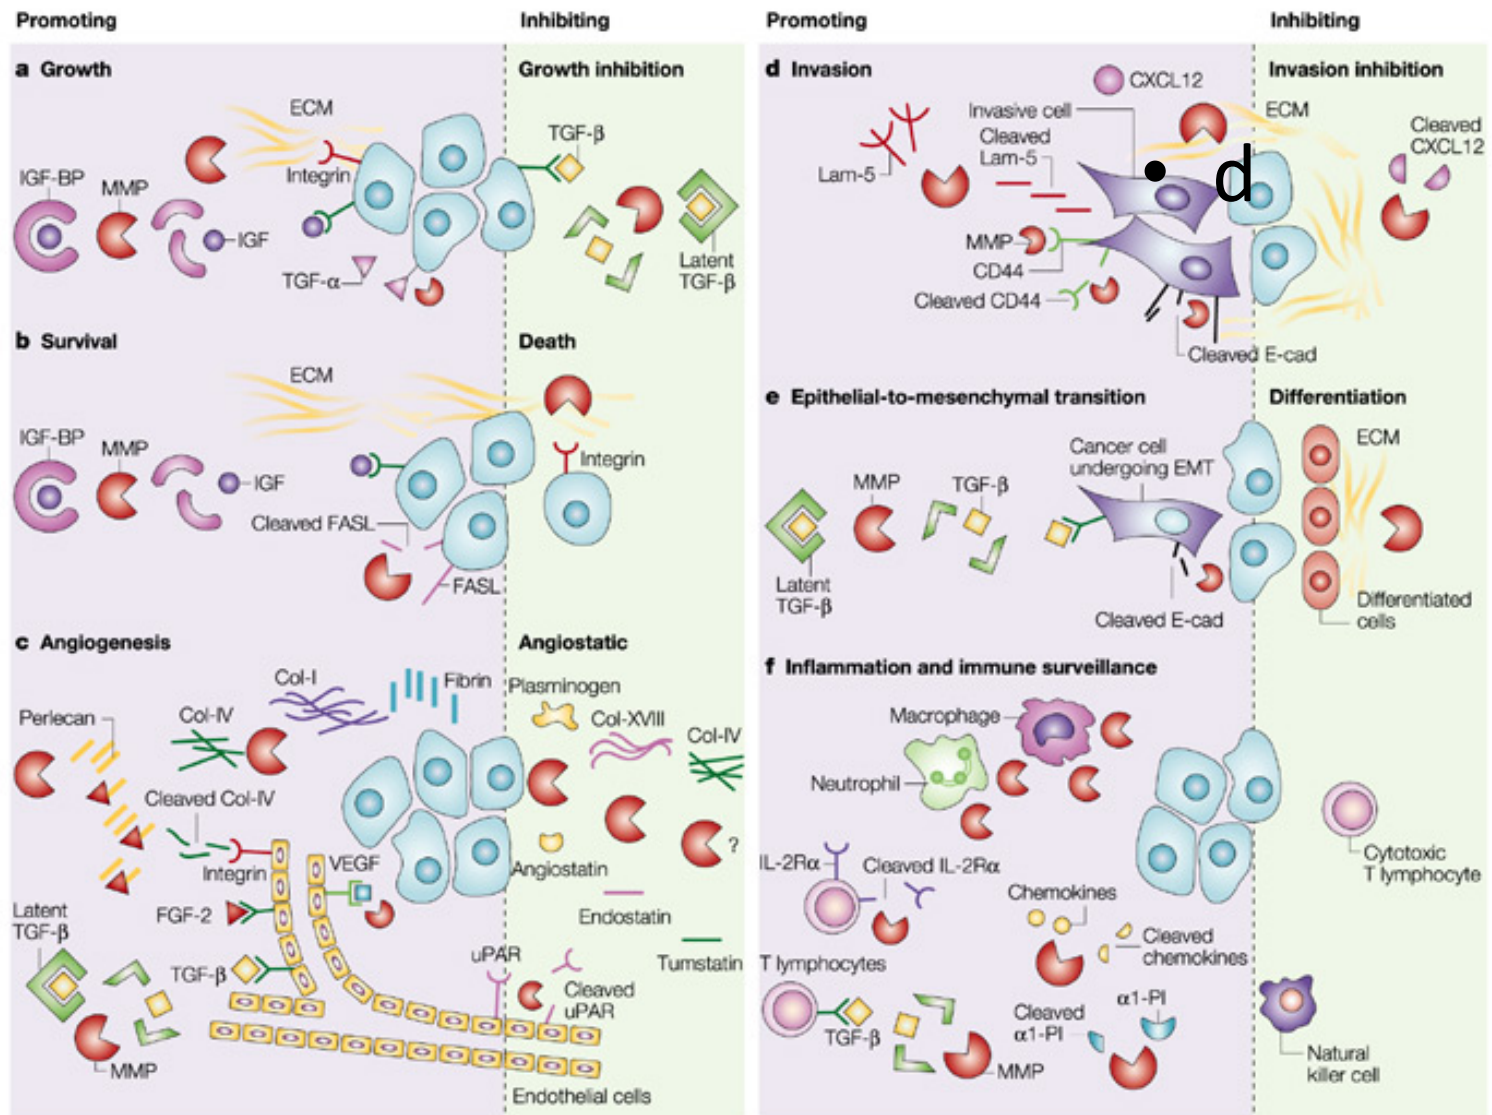 Promoting
Inhibiting
a Growth
Growth inhibition
ECM
TGF-β
IGF-BP
MMP
Integrin
IGF
TGF-α
Latent
TGF-β
b Survival
Death
ECM
IGF-BP
MMP
Integrin
IGF
Cleaved FASL
FASL
c Angiogenesis
Angiostatic
Col-I
Fibrin
Plasminogen
Perlecan
Col-IV
Col-XVIII
Col-IV
Cleaved Col-IV
?
Integrin
VEGF
Angiostatin
Latent
TGF-β
FGF-2
Endostatin
TGF-β
uPAR
Tumstatin
Cleaved
uPAR
MMP
Endothelial cells
Promoting
Inhibiting
d Invasion
Invasion inhibition
CXCL12
Invasive cell
ECM
Cleaved
CXCL12
Cleaved
Lam-5
Lam-5
d
MMP
CD44
Cleaved CD44
Cleaved E-cad
e Epithelial-to-mesenchymal transition
Differentiation
Cancer cell
undergoing EMT
ECM
MMP
TGF-β
Latent
TGF-β
Cleaved E-cad
Differentiated
cells
f Inflammation and immune surveillance
Macrophage
Neutrophil
IL-2Rα
Cleaved IL-2Rα
Cytotoxic
T lymphocyte
Chemokines
Cleaved
chemokines
T lymphocytes
α1-PI
Cleaved
α1-PI
TGF-β
MMP
Natural
killer cell